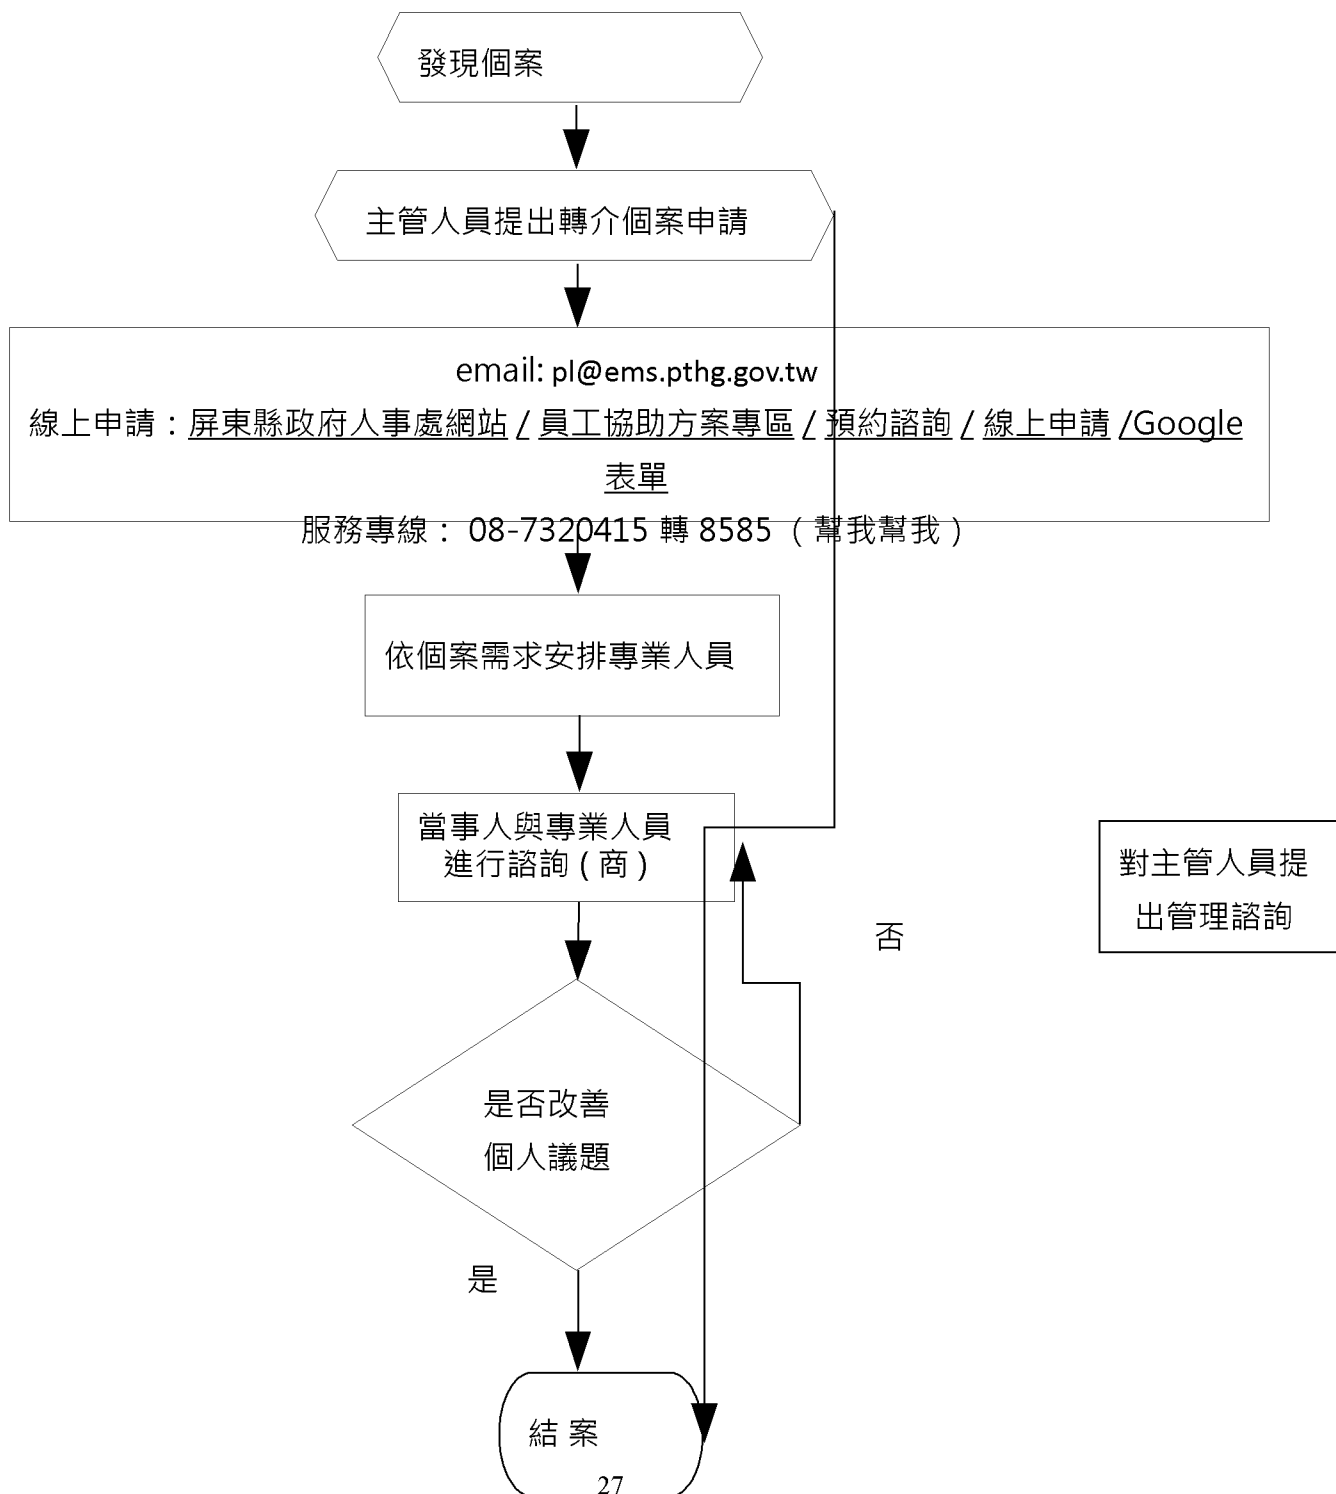 發現個案
主管人員提出轉介個案申請
email: pl@ems.pthg.gov.tw
線上申請：屏東縣政府人事處網站 / 員工協助方案專區 / 預約諮詢 / 線上申請 /Google
表單
服務專線： 08-7320415 轉 8585 （幫我幫我）
依個案需求安排專業人員
當事人與專業人員
進行諮詢(商)
對主管人員提
出管理諮詢
否
是否改善
個人議題
是
結 案
27